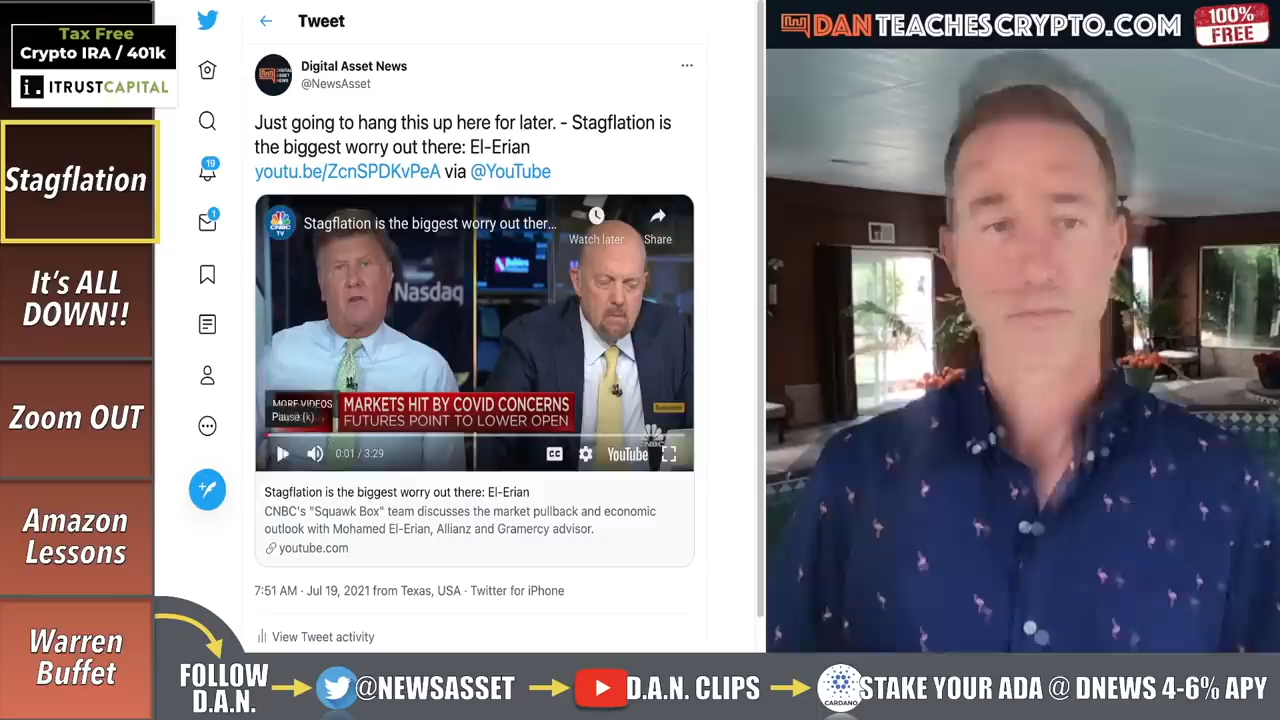 Tax Free
Crypto IRA / 401k
i. ITRUSTCAPITAL
Stagflation
It's ALL
DOWN!!
Zoom OUT
Amazon
Lessons
Warren
Buffet
Tweet
Digital Asset News
@NewsAsset
Just going to hang this up here for later. - Stagflation is
the biggest worry out there: El-Erian
youtu.be/ZcnSPDKvPeA via @YouTube
19
1
CNBC
TV
Stagflation is the biggest worry out ther...
Watch later
Share
Nasdaq
MORE VIDEOS
Pause (k)
MARKETS HIT BY COVID CONCERNS
FUTURES POINT TO LOWER OPEN
0:01 / 3:29
CC
YouTube
Stagflation is the biggest worry out there: El-Erian
CNBC's "Squawk Box" team discusses the market pullback and economic
outlook with Mohamed El-Erian, Allianz and Gramercy advisor.
youtube.com
7:51 AM · Jul 19, 2021 from Texas, USA · Twitter for iPhone
View Tweet activity
DANTEACHESCRYPTO.COM
100%
FREE
FOLLOW
D.A.N.
@NEWSASSET
D.A.N. CLIPS
CARDANO
STAKE YOUR ADA @ DNEWS 4-6% APY